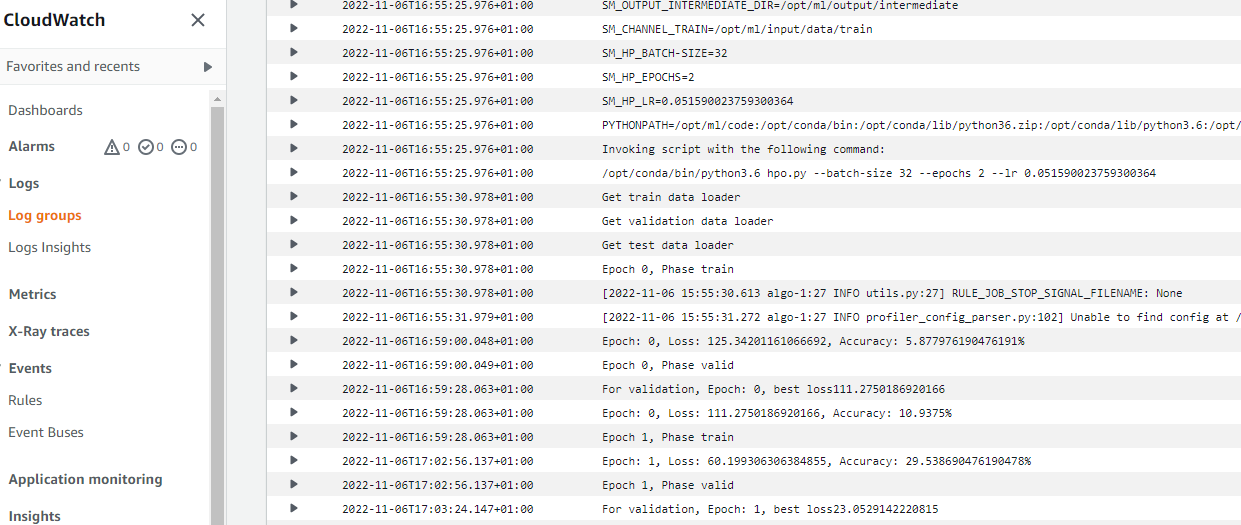 CloudWatch
Favorites and recents
Dashboards
Alarms 0 0 0
Logs
Log groups
Logs Insights
Metrics
X-Ray traces
Events
Rules
Event Buses
Application monitoring
Insights
2022-11-06T16:55:25.976+01:00 SM_OUTPUT_INTERMEDIATE_DIR=/opt/ml/output/intermediate
2022-11-06T16:55:25.976+01:00 SM_CHANNEL_TRAIN=/opt/ml/input/data/train
2022-11-06T16:55:25.976+01:00 SM_HP_BATCH-SIZE=32
2022-11-06T16:55:25.976+01:00 SM_HP_EPOCHS=2
2022-11-06T16:55:25.976+01:00 SM_HP_LR=0.051590023759300364
2022-11-06T16:55:25.976+01:00 PYTHONPATH=/opt/ml/code:/opt/conda/bin:/opt/conda/lib/python36.zip:/opt/conda/lib/python3.6:/opt/
2022-11-06T16:55:25.976+01:00 Invoking script with the following command:
2022-11-06T16:55:25.976+01:00 /opt/conda/bin/python3.6 hpo.py --batch-size 32 --epochs 2 --lr 0.051590023759300364
2022-11-06T16:55:30.978+01:00 Get train data loader
2022-11-06T16:55:30.978+01:00 Get validation data loader
2022-11-06T16:55:30.978+01:00 Get test data loader
2022-11-06T16:55:30.978+01:00 Epoch 0, Phase train
2022-11-06T16:55:30.978+01:00 [2022-11-06 15:55:30.613 algo-1:27 INFO utils.py:27] RULE_JOB_STOP_SIGNAL_FILENAME: None
2022-11-06T16:55:31.979+01:00 [2022-11-06 15:55:31.272 algo-1:27 INFO profiler_config_parser.py:102] Unable to find config at /
2022-11-06T16:59:00.048+01:00 Epoch: 0, Loss: 125.34201161066692, Accuracy: 5.877976190476191%
2022-11-06T16:59:00.049+01:00 Epoch 0, Phase valid
2022-11-06T16:59:28.063+01:00 For validation, Epoch: 0, best loss111.2750186920166
2022-11-06T16:59:28.063+01:00 Epoch: 0, Loss: 111.2750186920166, Accuracy: 10.9375%
2022-11-06T16:59:28.063+01:00 Epoch 1, Phase train
2022-11-06T17:02:56.137+01:00 Epoch: 1, Loss: 60.199306306384855, Accuracy: 29.538690476190478%
2022-11-06T17:02:56.137+01:00 Epoch 1, Phase valid
2022-11-06T17:03:24.147+01:00 For validation, Epoch: 1, best loss23.0529142220815